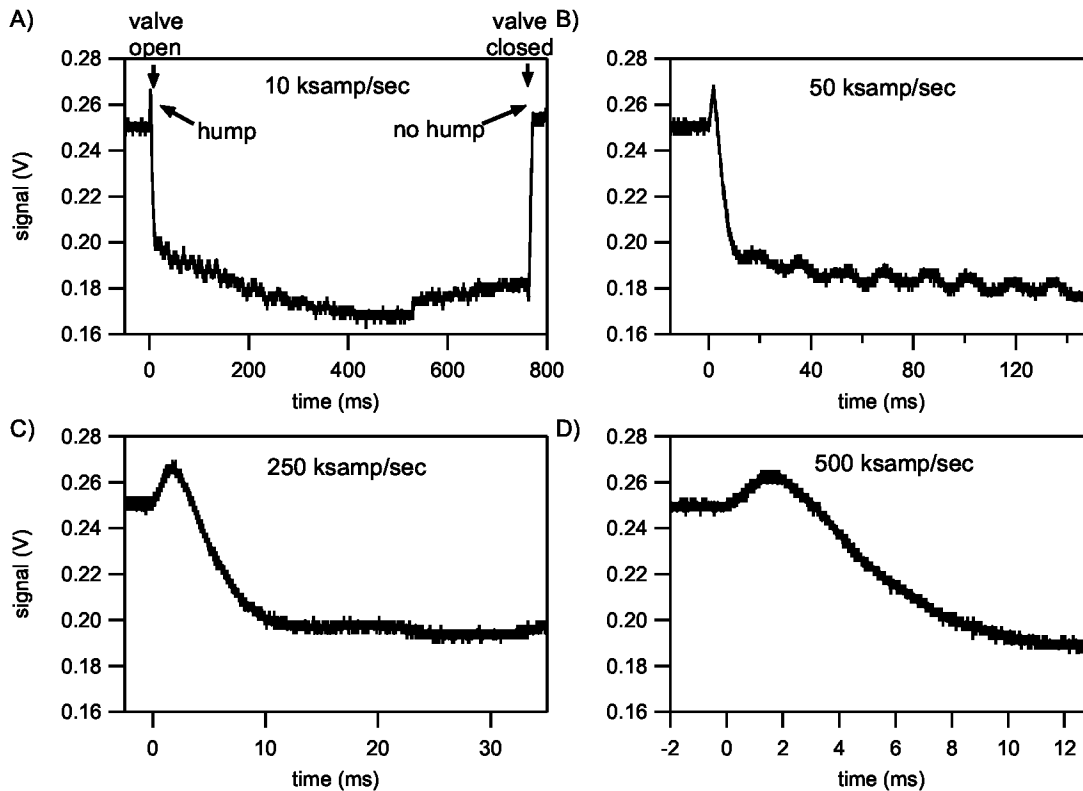 A)
valve
open
valve
closed
0.28
0.26
0.24
0.22
0.20
0.18
0.16
signal (V)
10 ksamp/sec
hump
no hump
0
200
400
600
800
time (ms)
B)
0.28
0.26
0.24
0.22
0.20
0.18
0.16
50 ksamp/sec
0
40
80
120
time (ms)
C)
0.28
0.26
0.24
0.22
0.20
0.18
0.16
signal (V)
250 ksamp/sec
0
10
20
30
time (ms)
D)
0.28
0.26
0.24
0.22
0.20
0.18
0.16
500 ksamp/sec
-2
0
2
4
6
8
10
12
time (ms)